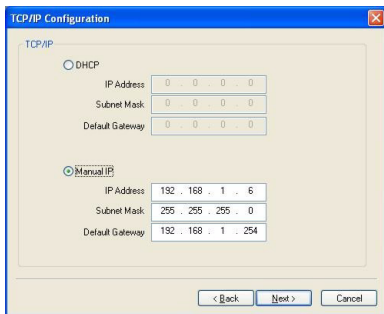 TCP/IP Configuration
TCP/IP
DHCP
IP Address 0 . 0 . 0 . 0
Subnet Mask 0 . 0 . 0 . 0
Default Gateway 0 . 0 . 0 . 0
Manual IP
IP Address 192 . 168 . 1 . 6
Subnet Mask 255 . 255 . 255 . 0
Default Gateway 192 . 168 . 1 . 254
< Back Next > Cancel